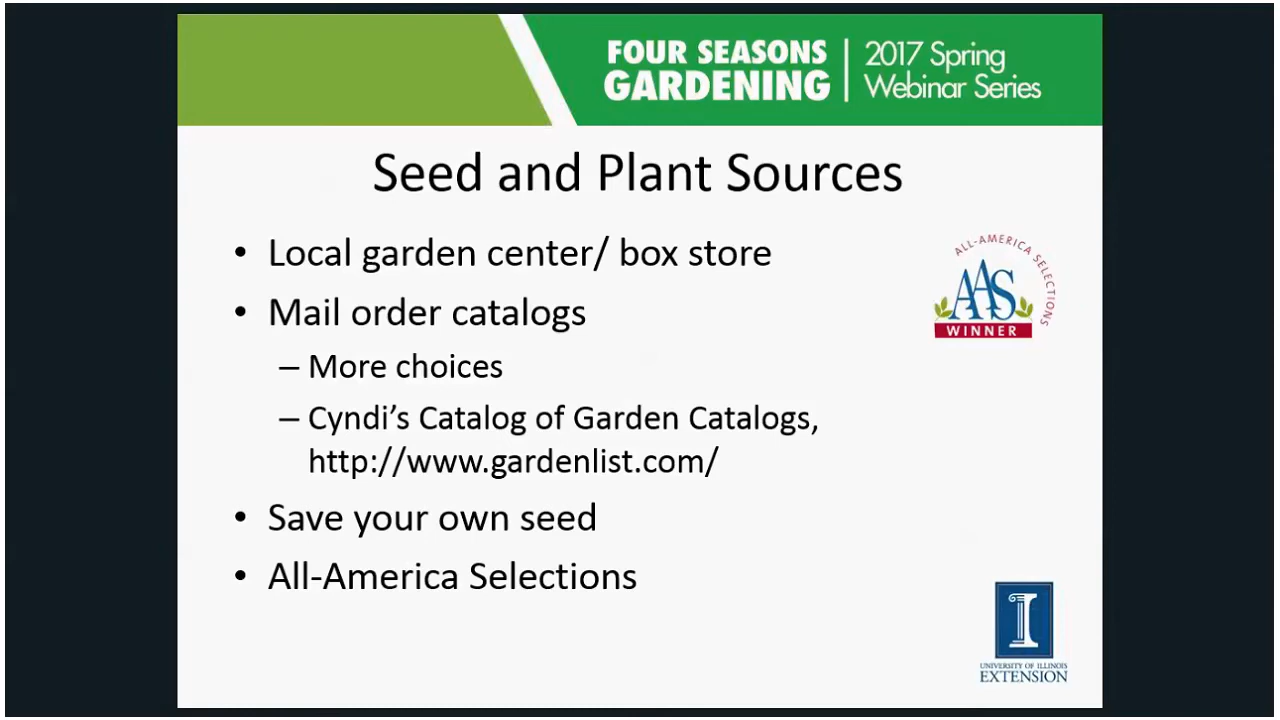 FOUR SEASONS
GARDENING
2017 Spring
Webinar Series
Seed and Plant Sources
• Local garden center/ box store
• Mail order catalogs
– More choices
– Cyndi’s Catalog of Garden Catalogs,
http://www.gardenlist.com/
• Save your own seed
• All-America Selections
ALL-AMERICA SELECTIONS
AAS
WINNER
I
UNIVERSITY OF ILLINOIS
EXTENSION